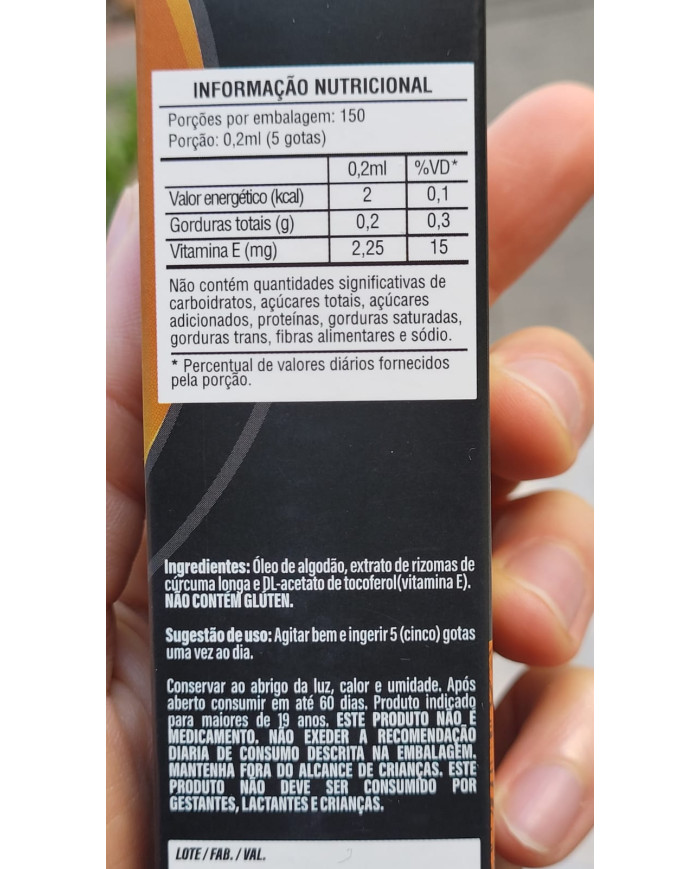 INFORMAÇÃO NUTRICIONAL
Porções por embalagem: 150
Porção: 0,2ml (5 gotas)
0,2ml %VD*
Valor energético (kcal) 2 0,1
Gorduras totais (g) 0,2 0,3
Vitamina E (mg) 2,25 15
Não contém quantidades significativas de
carboidratos, açúcares totais, açúcares
adicionados, proteínas, gorduras saturadas,
gorduras trans, fibras alimentares e sódio.
* Percentual de valores diários fornecidos
pela porção.
Ingredientes: Óleo de algodão, extrato de rizomas de
cúrcuma longa e DL-acetato de tocoferol(vitamina E).
NÃO CONTÉM GLÚTEN.
Sugestão de uso: Agitar bem e ingerir 5 (cinco) gotas
uma vez ao dia.
Conservar ao abrigo da luz, calor e umidade. Após
aberto consumir em até 60 dias. Produto indicado
para maiores de 19 anos. ESTE PRODUTO NÃO É
MEDICAMENTO. NÃO EXEDER A RECOMENDAÇÃO
DIARIA DE CONSUMO DESCRITA NA EMBALAGEM.
MANTENHA FORA DO ALCANCE DE CRIANÇAS. ESTE
PRODUTO NÃO DEVE SER CONSUMIDO POR
GESTANTES, LACTANTES E CRIANÇAS.
LOTE / FAB. / VAL.